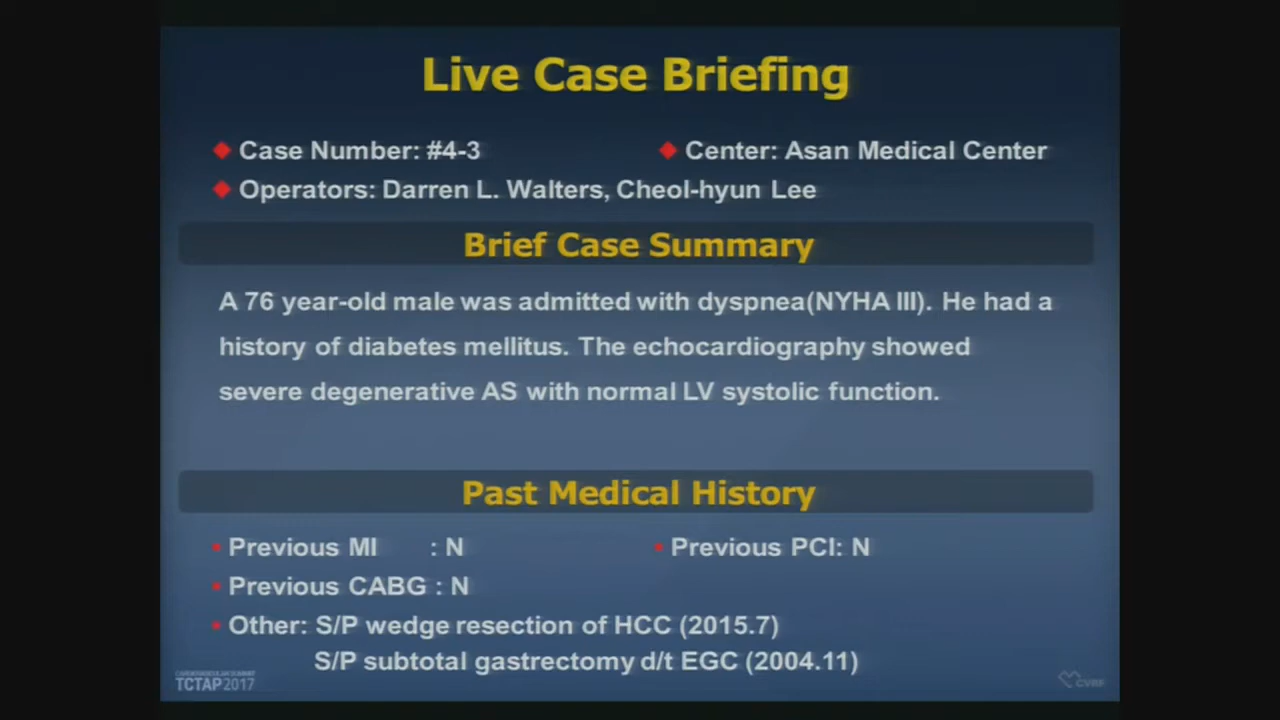 Live Case Briefing
Case Number: #4-3
Center: Asan Medical Center
Operators: Darren L. Walters, Cheol-hyun Lee
Brief Case Summary
A 76 year-old male was admitted with dyspnea(NYHA III). He had a
history of diabetes mellitus. The echocardiography showed
severe degenerative AS with normal LV systolic function.
Past Medical History
Previous MI : N
Previous PCI: N
Previous CABG : N
Other: S/P wedge resection of HCC (2015.7)
S/P subtotal gastrectomy d/t EGC (2004.11)
CARDIOVASCULAR SUMMIT
TCTAP2017
CVRF